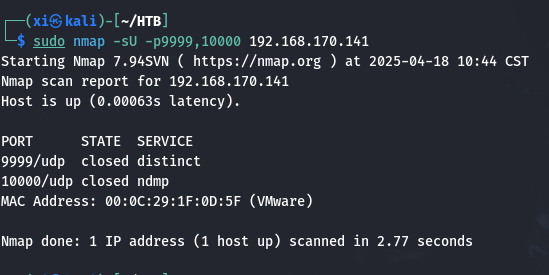 ┌──(xi㉿kali)-[~/HTB]
└─$ sudo nmap -sU -p9999,10000 192.168.170.141
Starting Nmap 7.94SVN ( https://nmap.org ) at 2025-04-18 10:44 CST
Nmap scan report for 192.168.170.141
Host is up (0.00063s latency).

PORT      STATE  SERVICE
9999/udp  closed distinct
10000/udp closed ndmp
MAC Address: 00:0C:29:1F:0D:5F (VMware)

Nmap done: 1 IP address (1 host up) scanned in 2.77 seconds